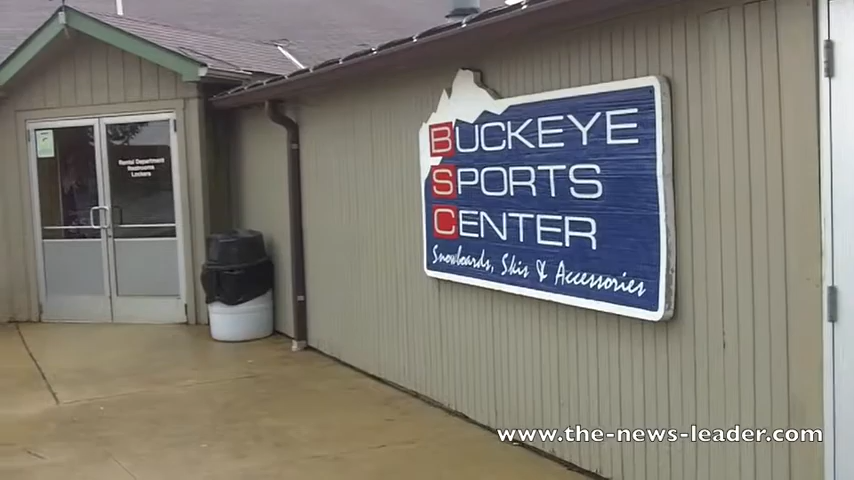 Rental Department
Restrooms
Lockers
BUCKEYE
SPORTS
CENTER
Snowboards, Skis & Accessories
www.the-news-leader.com